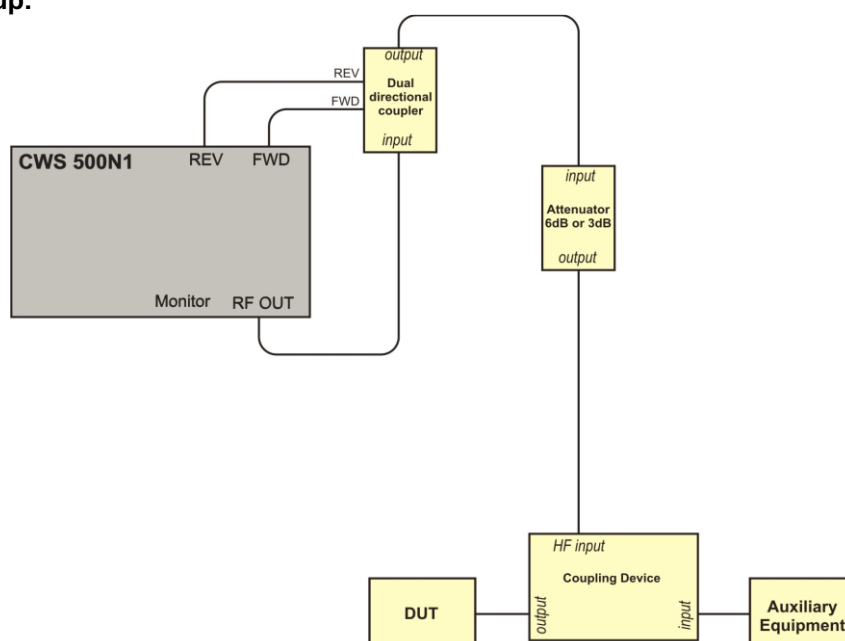 up:
output
REV
Dual
directional
coupler
FWD
input
CWS 500N1
REV
FWD
input
Attenuator
6dB or 3dB
output
Monitor
RF OUT
HF input
Coupling Device
DUT
output
input
Auxiliary
Equipment